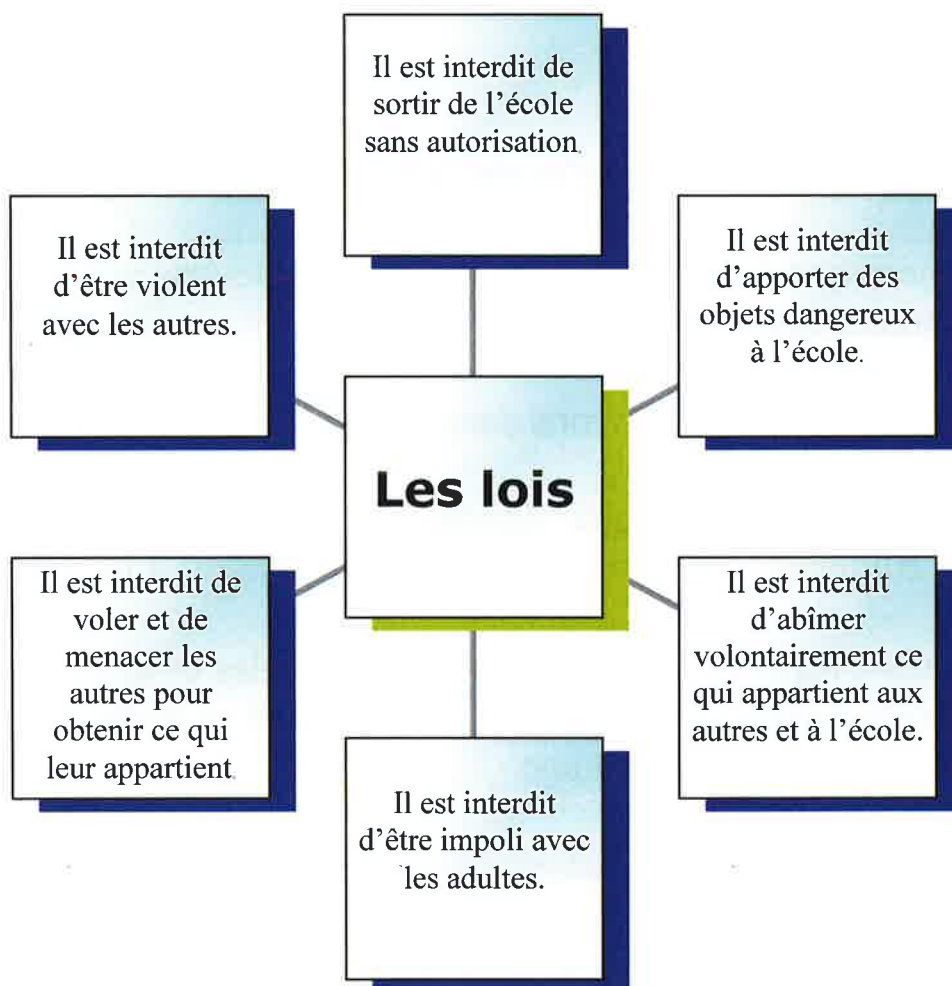 Il est interdit de
sortir de l'école
sans autorisation.
Il est interdit
d'être violent
avec les autres.
Il est interdit
d'apporter des
objets dangereux
à l'école.
Les lois
Il est interdit de
voler et de
menacer les
autres pour
obtenir ce qui
leur appartient.
Il est interdit
d'abîmer
volontairement ce
qui appartient aux
autres et à l'école.
Il est interdit
d'être impoli avec
les adultes.